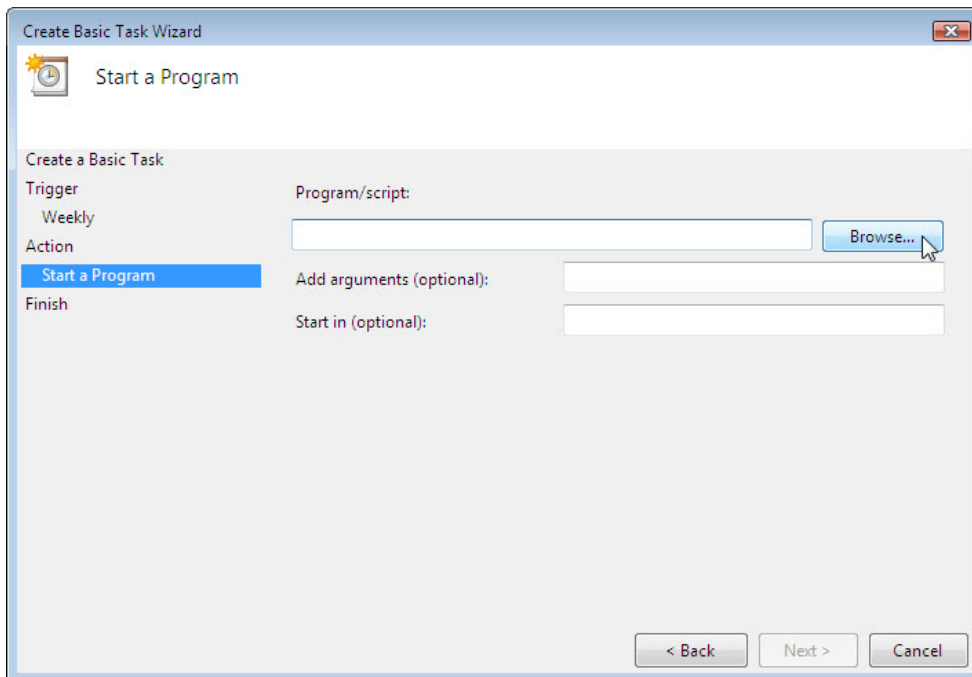 Create Basic Task Wizard
Start a Program
Create a Basic Task
Trigger
Weekly
Action
Start a Program
Finish
Program/script:
Browse...
Add arguments (optional):
Start in (optional):
< Back
Next >
Cancel